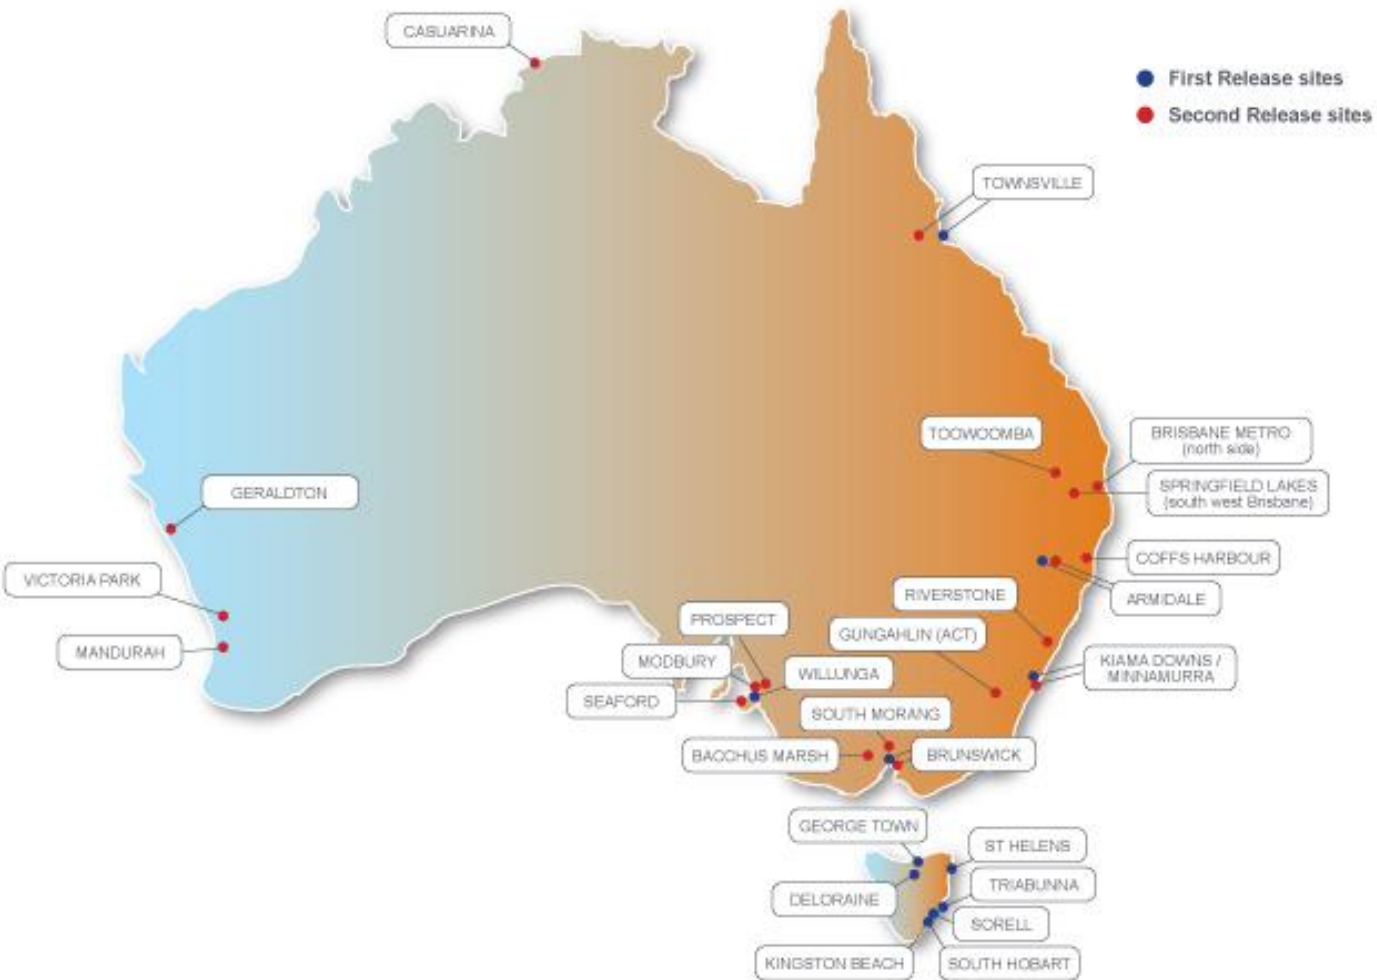 CASUARINA
First Release sites
Second Release sites
TOWNSVILLE
TOOWOOMBA
BRISBANE METRO
(north side)
SPRINGFIELD LAKES
(south west Brisbane)
GERALDTON
COFFS HARBOUR
VICTORIA PARK
ARMIDALE
RIVERSTONE
PROSPECT
GUNGAHLIN (ACT)
MANDURAH
MODBURY
KIAMA DOWNS /
MINNAMURRA
WILLUNGA
SEAFORD
SOUTH MORANG
BACCHUS MARSH
BRUNSWICK
GEORGE TOWN
ST HELENS
TRIABUNNA
DELORAINE
SORELL
KINGSTON BEACH
SOUTH HOBART